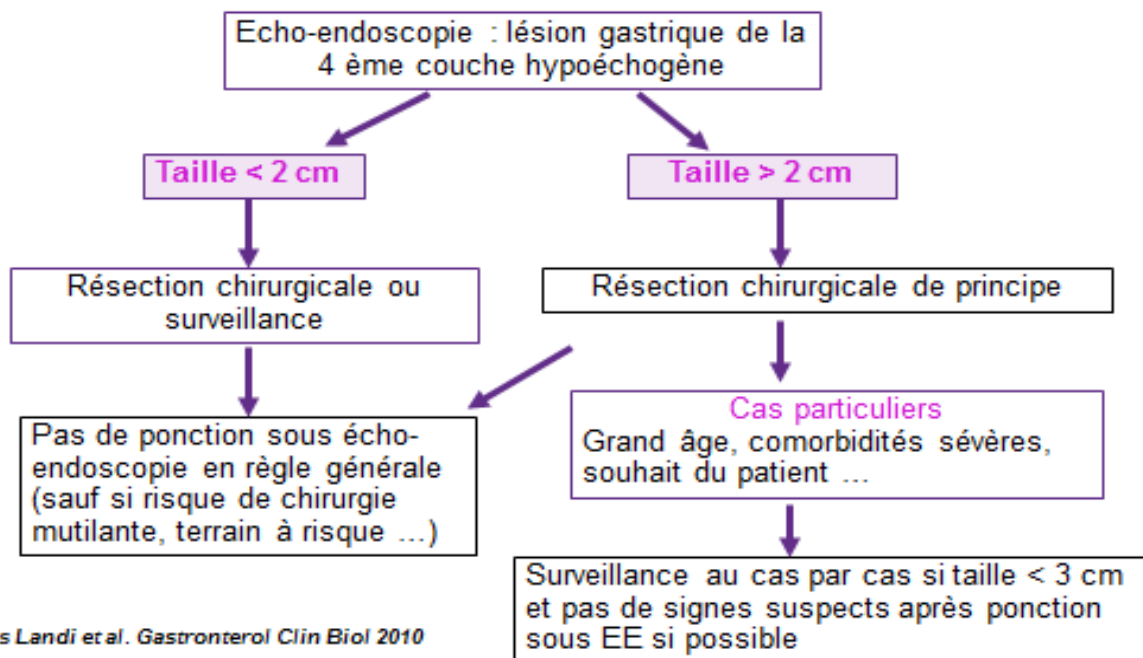 Echo-endoscopie : lésion gastrique de la
4 ème couche hypoéchogène
Taille < 2 cm
Taille > 2 cm
Résection chirurgicale ou
surveillance
Résection chirurgicale de principe
Pas de ponction sous écho-
endoscopie en règle générale
(sauf si risque de chirurgie
mutilante, terrain à risque ...)
Cas particuliers
Grand âge, comorbidités sévères,
souhait du patient ...
Surveillance au cas par cas si taille < 3 cm
et pas de signes suspects après ponction
sous EE si possible
s Landi et al. Gastronterol Clin Biol 2010